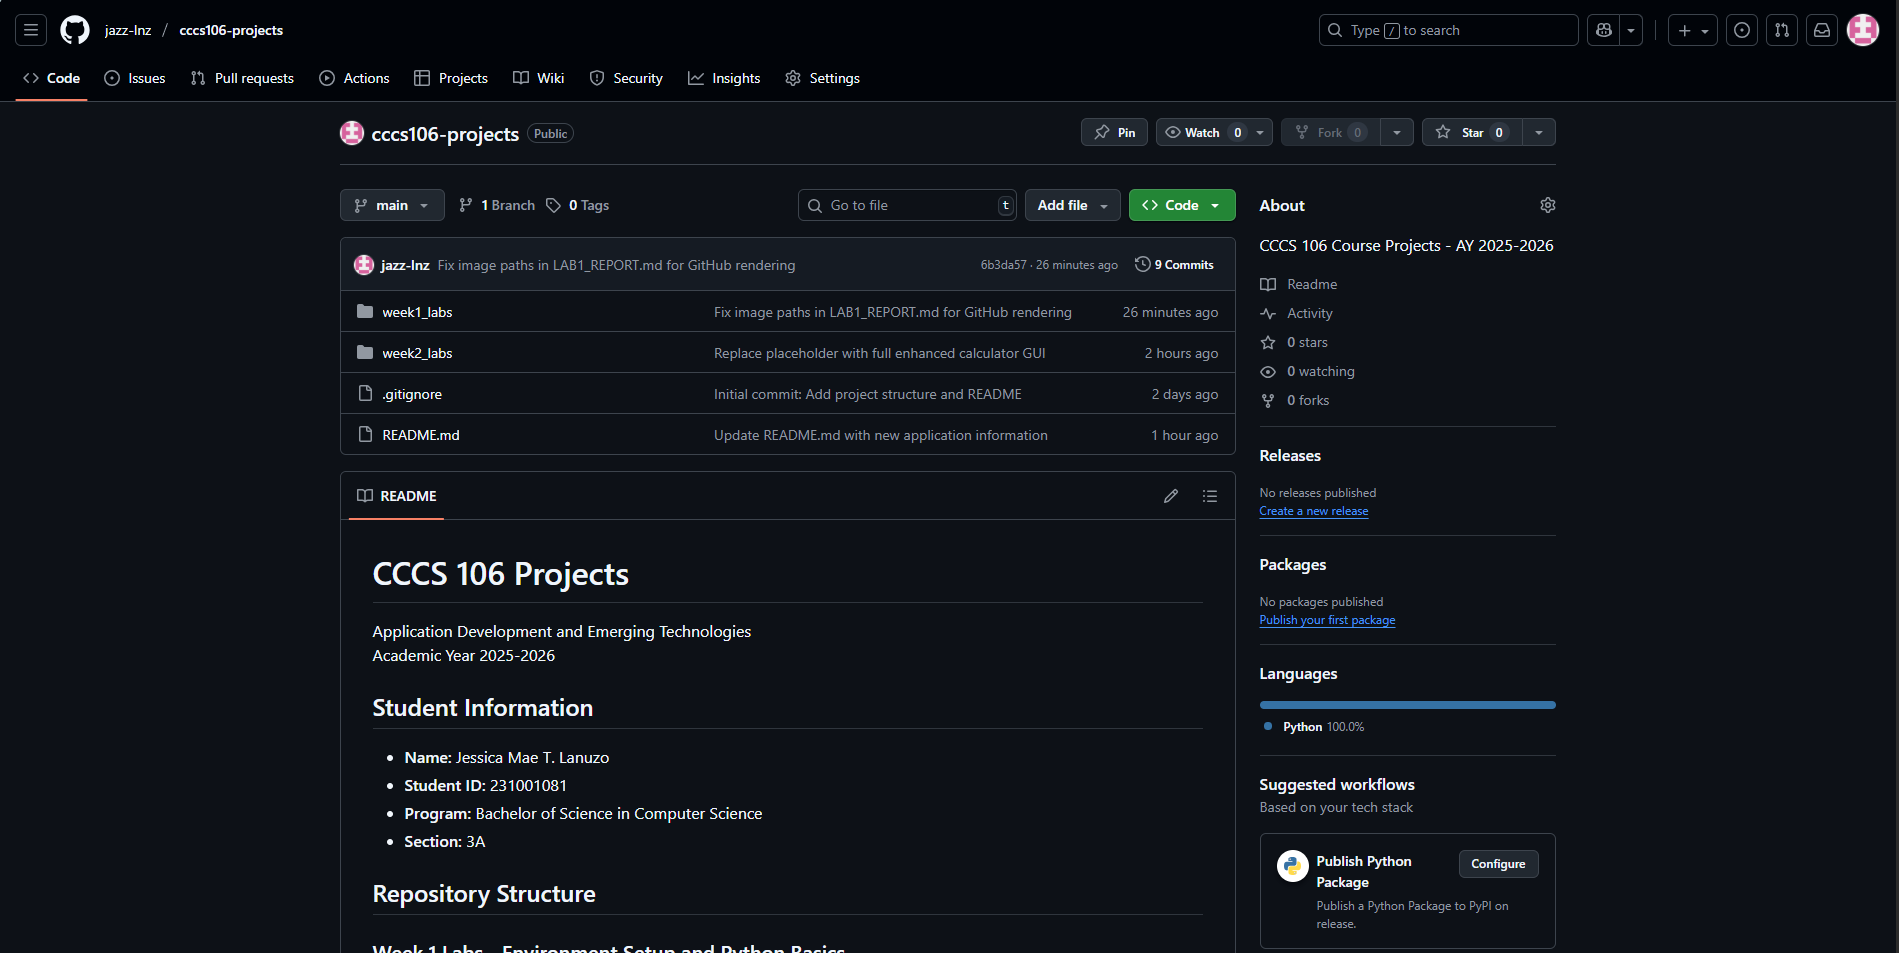 jazz-lnz / cccs106-projects
Type / to search
Code Issues Pull requests Actions Projects Wiki Security Insights Settings
cccs106-projects Public
Pin Watch 0 Fork 0 Star 0
main 1 Branch 0 Tags Go to file t Add file Code
jazz-lnz Fix image paths in LAB1_REPORT.md for GitHub rendering 6b3da57 · 26 minutes ago 9 Commits
week1_labs Fix image paths in LAB1_REPORT.md for GitHub rendering 26 minutes ago
week2_labs Replace placeholder with full enhanced calculator GUI 2 hours ago
.gitignore Initial commit: Add project structure and README 2 days ago
README.md Update README.md with new application information 1 hour ago
README
CCCS 106 Projects
Application Development and Emerging Technologies
Academic Year 2025-2026
Student Information
Name: Jessica Mae T. Lanuzo
Student ID: 231001081
Program: Bachelor of Science in Computer Science
Section: 3A
Repository Structure
Week 1 Labs - Environment Setup and Python Basics
About
CCCS 106 Course Projects - AY 2025-2026
Readme
Activity
0 stars
0 watching
0 forks
Releases
No releases published
Create a new release
Packages
No packages published
Publish your first package
Languages
Python 100.0%
Suggested workflows
Based on your tech stack
Publish Python
Package
Configure
Publish a Python Package to PyPI on
release.